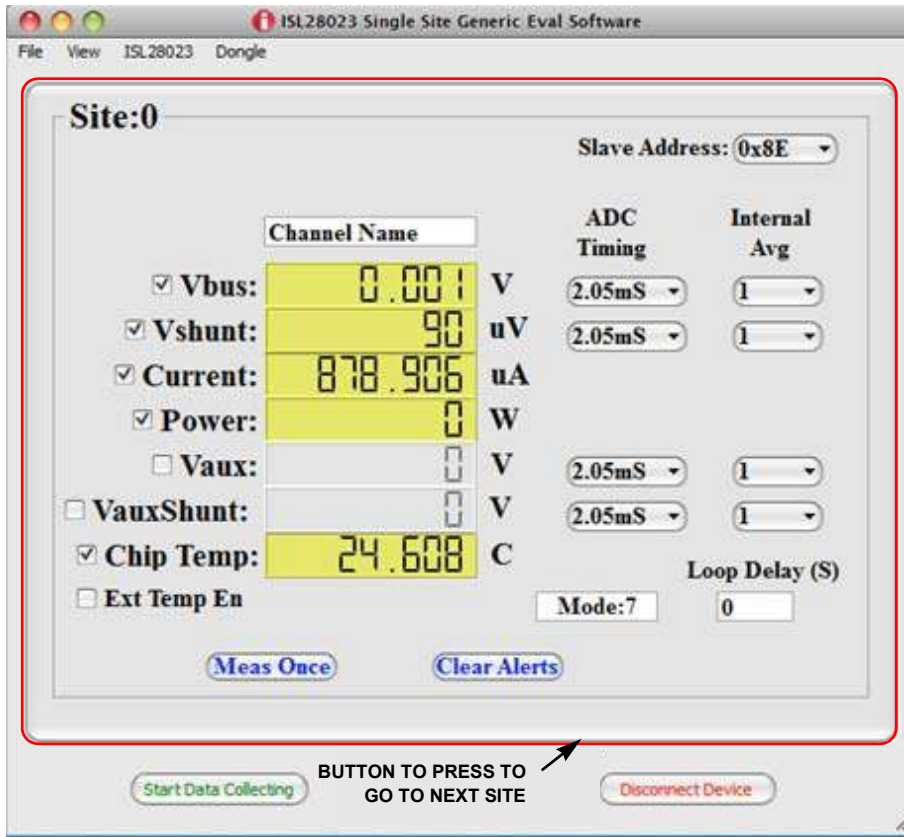 ISL28023 Single Site Generic Eval Software
File View ISL28023 Dongle
Site:0
Slave Address: 0x8E
ADC Timing
Internal Avg
Channel Name
Vbus: 0.001 V 2.05mS 1
Vshunt: 90 uV 2.05mS 1
Current: 878.906 uA
Power: 0 W
Vaux: 0 V 2.05mS 1
VauxShunt: 0 V 2.05mS 1
Chip Temp: 24.608 C
Loop Delay (S)
Ext Temp En Mode:7 0
Meas Once Clear Alerts
BUTTON TO PRESS TO
GO TO NEXT SITE
Start Data Collecting Disconnect Device